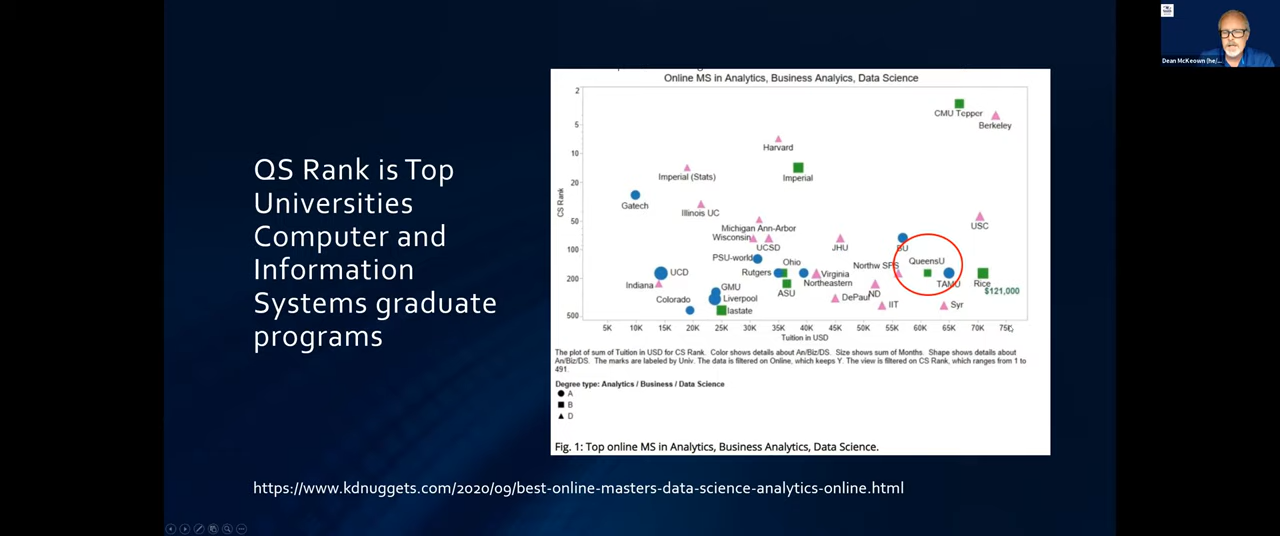 Dean McKeown (he/...
QS Rank is Top
Universities
Computer and
Information
Systems graduate
programs
Online MS in Analytics, Business Analyics, Data Science
CS Rank
2
5
10
20
50
100
200
500
CMU Tepper
Berkeley
Harvard
Imperial (Stats)
Imperial
Gatech
Illinois UC
USC
Michigan Ann-Arbor
Wisconsin
UCSD
JHU
BU
PSU-world
Ohio
Northw SPS
QueensU
UCD
Rutgers
Virginia
Northeastern
TAMU
Rice
Indiana
GMU
ASU
ND
$121,000
Colorado
Liverpool
DePaul
IIT
Syr
Iastate
5K 10K 15K 20K 25K 30K 35K 40K 45K 50K 55K 60K 65K 70K 75K
Tuition in USD
The plot of sum of Tuition in USD for CS Rank. Color shows details about An/Biz/DS. Size shows sum of Months. Shape shows details about
An/Biz/DS. The marks are labeled by Univ. The data is filtered on Online, which keeps Y. The view is filtered on CS Rank, which ranges from 1 to
491.
Degree type: Analytics / Business / Data Science
A
B
D
Fig. 1: Top online MS in Analytics, Business Analytics, Data Science.
https://www.kdnuggets.com/2020/09/best-online-masters-data-science-analytics-online.html